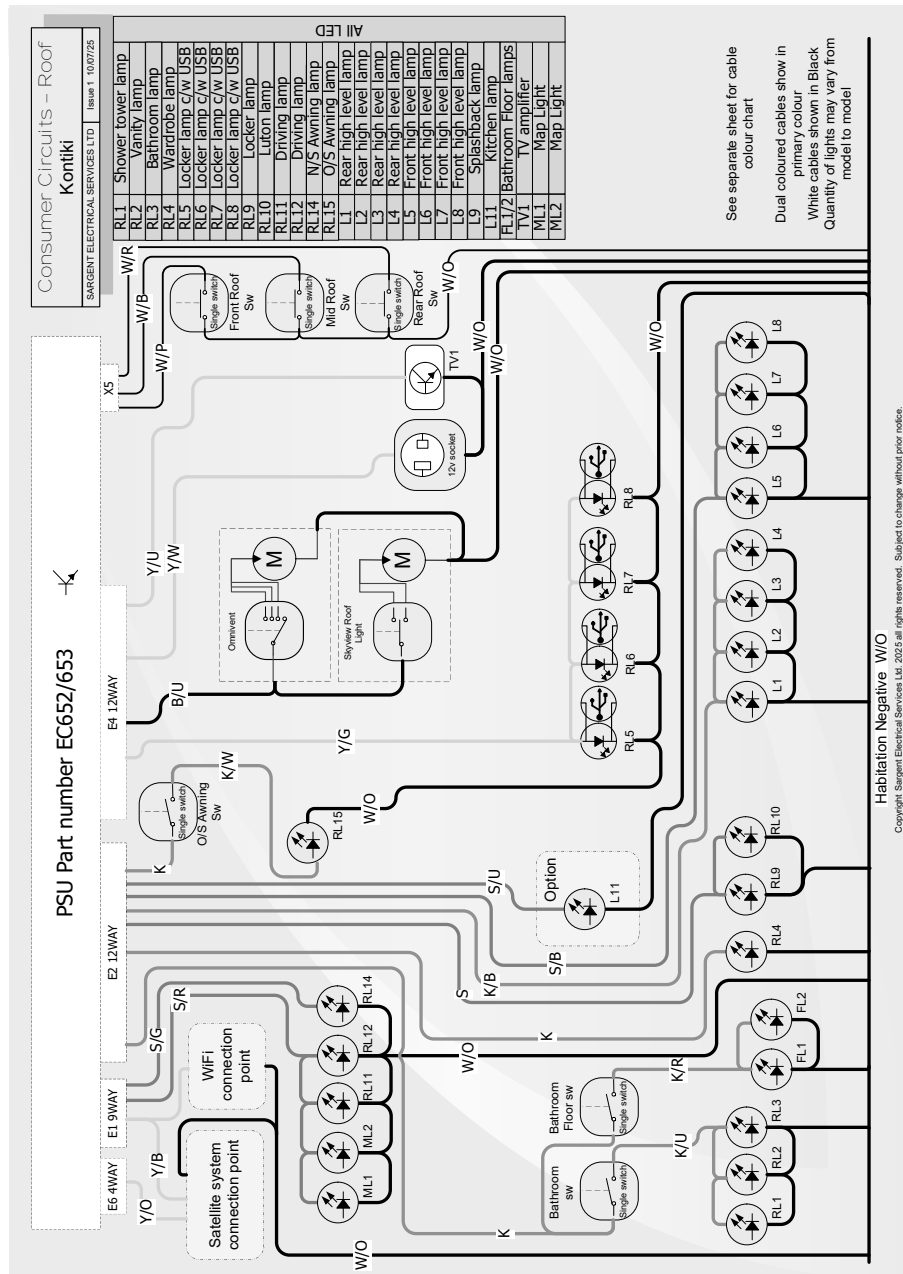 Consumer Circuits – Roof
Kontiki
SARGENT ELECTRICAL SERVICES LTD
Issue 1 10/07/25
RL1 Shower tower lamp
RL2 Vanity lamp
RL3 Bathroom lamp
RL4 Wardrobe lamp
RL5 Locker lamp c/w USB
RL6 Locker lamp c/w USB
RL7 Locker lamp c/w USB
RL8 Locker lamp c/w USB
RL9 Locker lamp
RL10 Luton lamp
RL11 Driving lamp
RL12 Driving lamp
RL14 N/S Awning lamp
RL15 O/S Awning lamp
L1 Rear high level lamp
L2 Rear high level lamp
L3 Rear high level lamp
L4 Rear high level lamp
L5 Front high level lamp
L6 Front high level lamp
L7 Front high level lamp
L8 Front high level lamp
L9 Splashback lamp
L11 Kitchen lamp
FL1/2 Bathroom Floor lamps
TV1 TV amplifier
ML1 Map Light
ML2 Map Light
All LED
See separate sheet for cable
colour chart
Dual coloured cables show in
primary colour
White cables shown in Black
Quantity of lights may vary from
model to model
PSU Part number EC652/653
E6 4WAY
E1 9WAY
E2 12WAY
E4 12WAY
X5
Y/O
Y/B
S/G
S/R
K
K/W
B/U
Y/U
Y/W
W/P
W/B
W/R
Satellite system
connection point
WiFi
connection
point
Single switch
O/S Awning
Sw
Omnivent
M
Skyview Roof
Light
M
12v socket
TV1
Single switch
Front Roof
Sw
Single switch
Mid Roof
Sw
Single switch
Rear Roof
Sw
W/O
W/O
W/O
Y/G
RL15
W/O
ML1
ML2
RL11
RL12
RL14
W/O
S/U
Option
L11
S
K/B
S/B
RL5
RL6
RL7
RL8
W/O
K
K
W/O
Bathroom
sw
Single switch
Bathroom
Floor sw
Single switch
K/U
K/R
RL1
RL2
RL3
FL1
FL2
RL4
RL9
RL10
L1
L2
L3
L4
L5
L6
L7
L8
Habitation Negative W/O
Copyright Sargent Electrical Services Ltd. 2025 all rights reserved. Subject to change without prior notice.